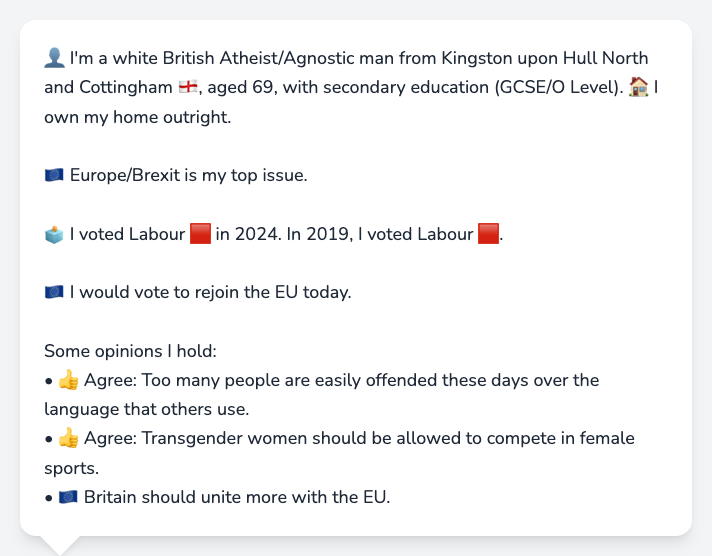 👤 I'm a white British Atheist/Agnostic man from Kingston upon Hull North
and Cottingham 🏴󠁧󠁢󠁥󠁮󠁧󠁿, aged 69, with secondary education (GCSE/O Level). 🏠 I
own my home outright.
🇪🇺 Europe/Brexit is my top issue.
🗳️ I voted Labour 🟥 in 2024. In 2019, I voted Labour 🟥.
🇪🇺 I would vote to rejoin the EU today.
Some opinions I hold:
• 👍 Agree: Too many people are easily offended these days over the
language that others use.
• 👍 Agree: Transgender women should be allowed to compete in female
sports.
• 🇪🇺 Britain should unite more with the EU.